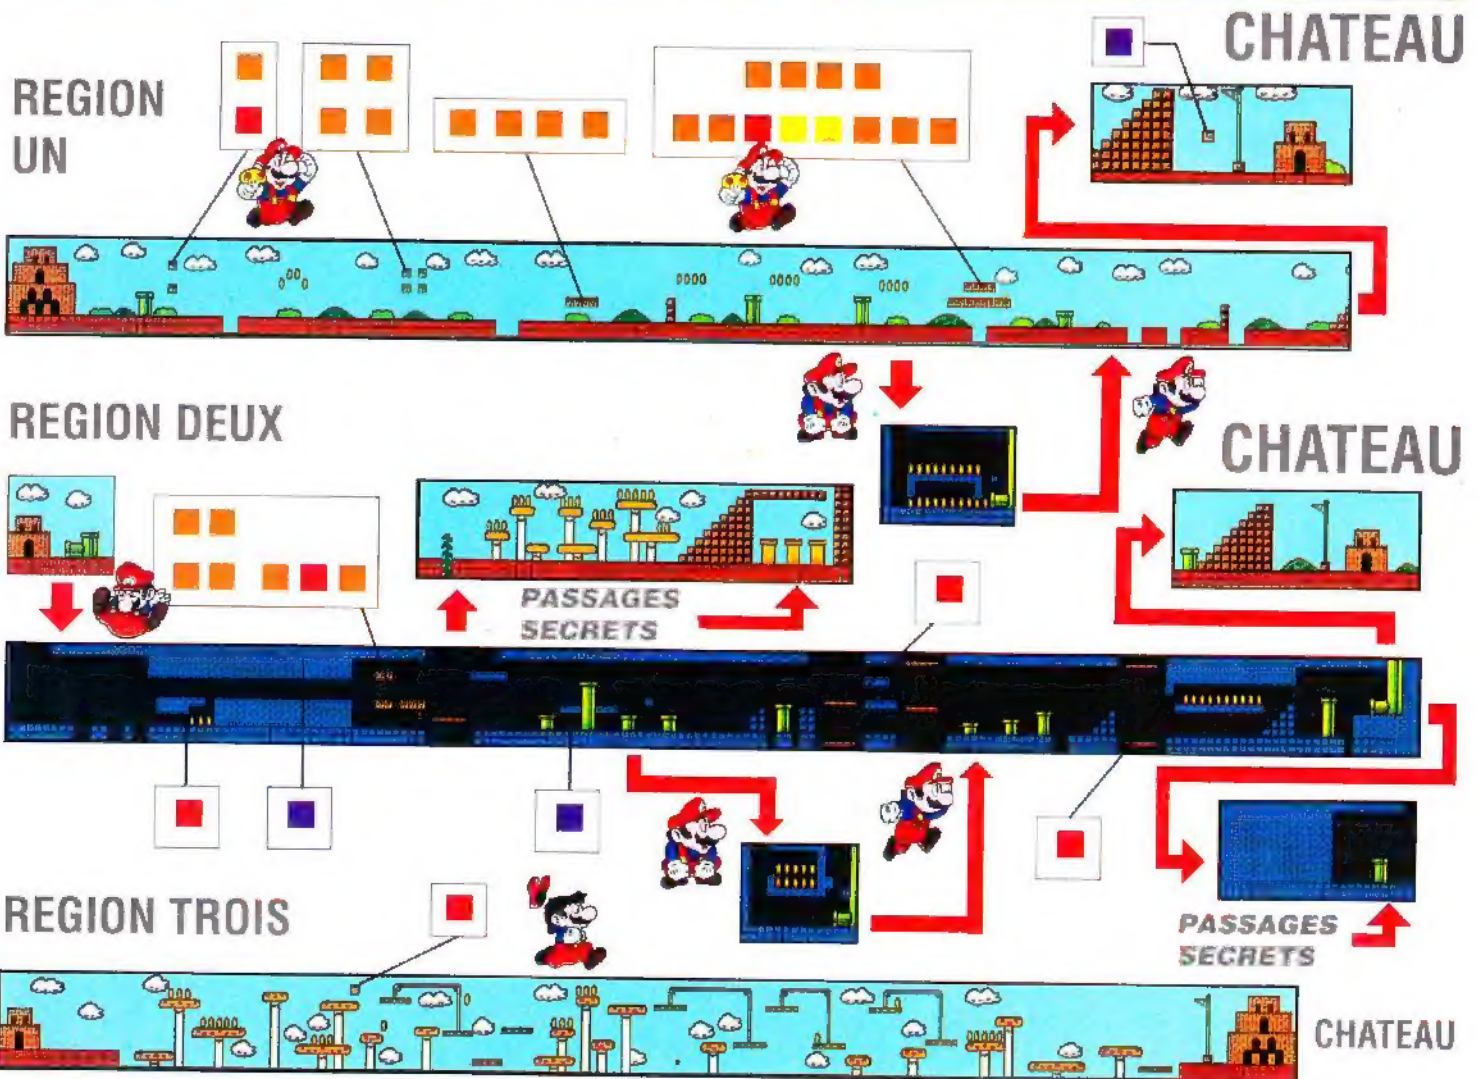 REGION
UN
CHATEAU
REGION DEUX
CHATEAU
PASSAGES
SECRETS
REGION TROIS
PASSAGES
SECRETS
CHATEAU